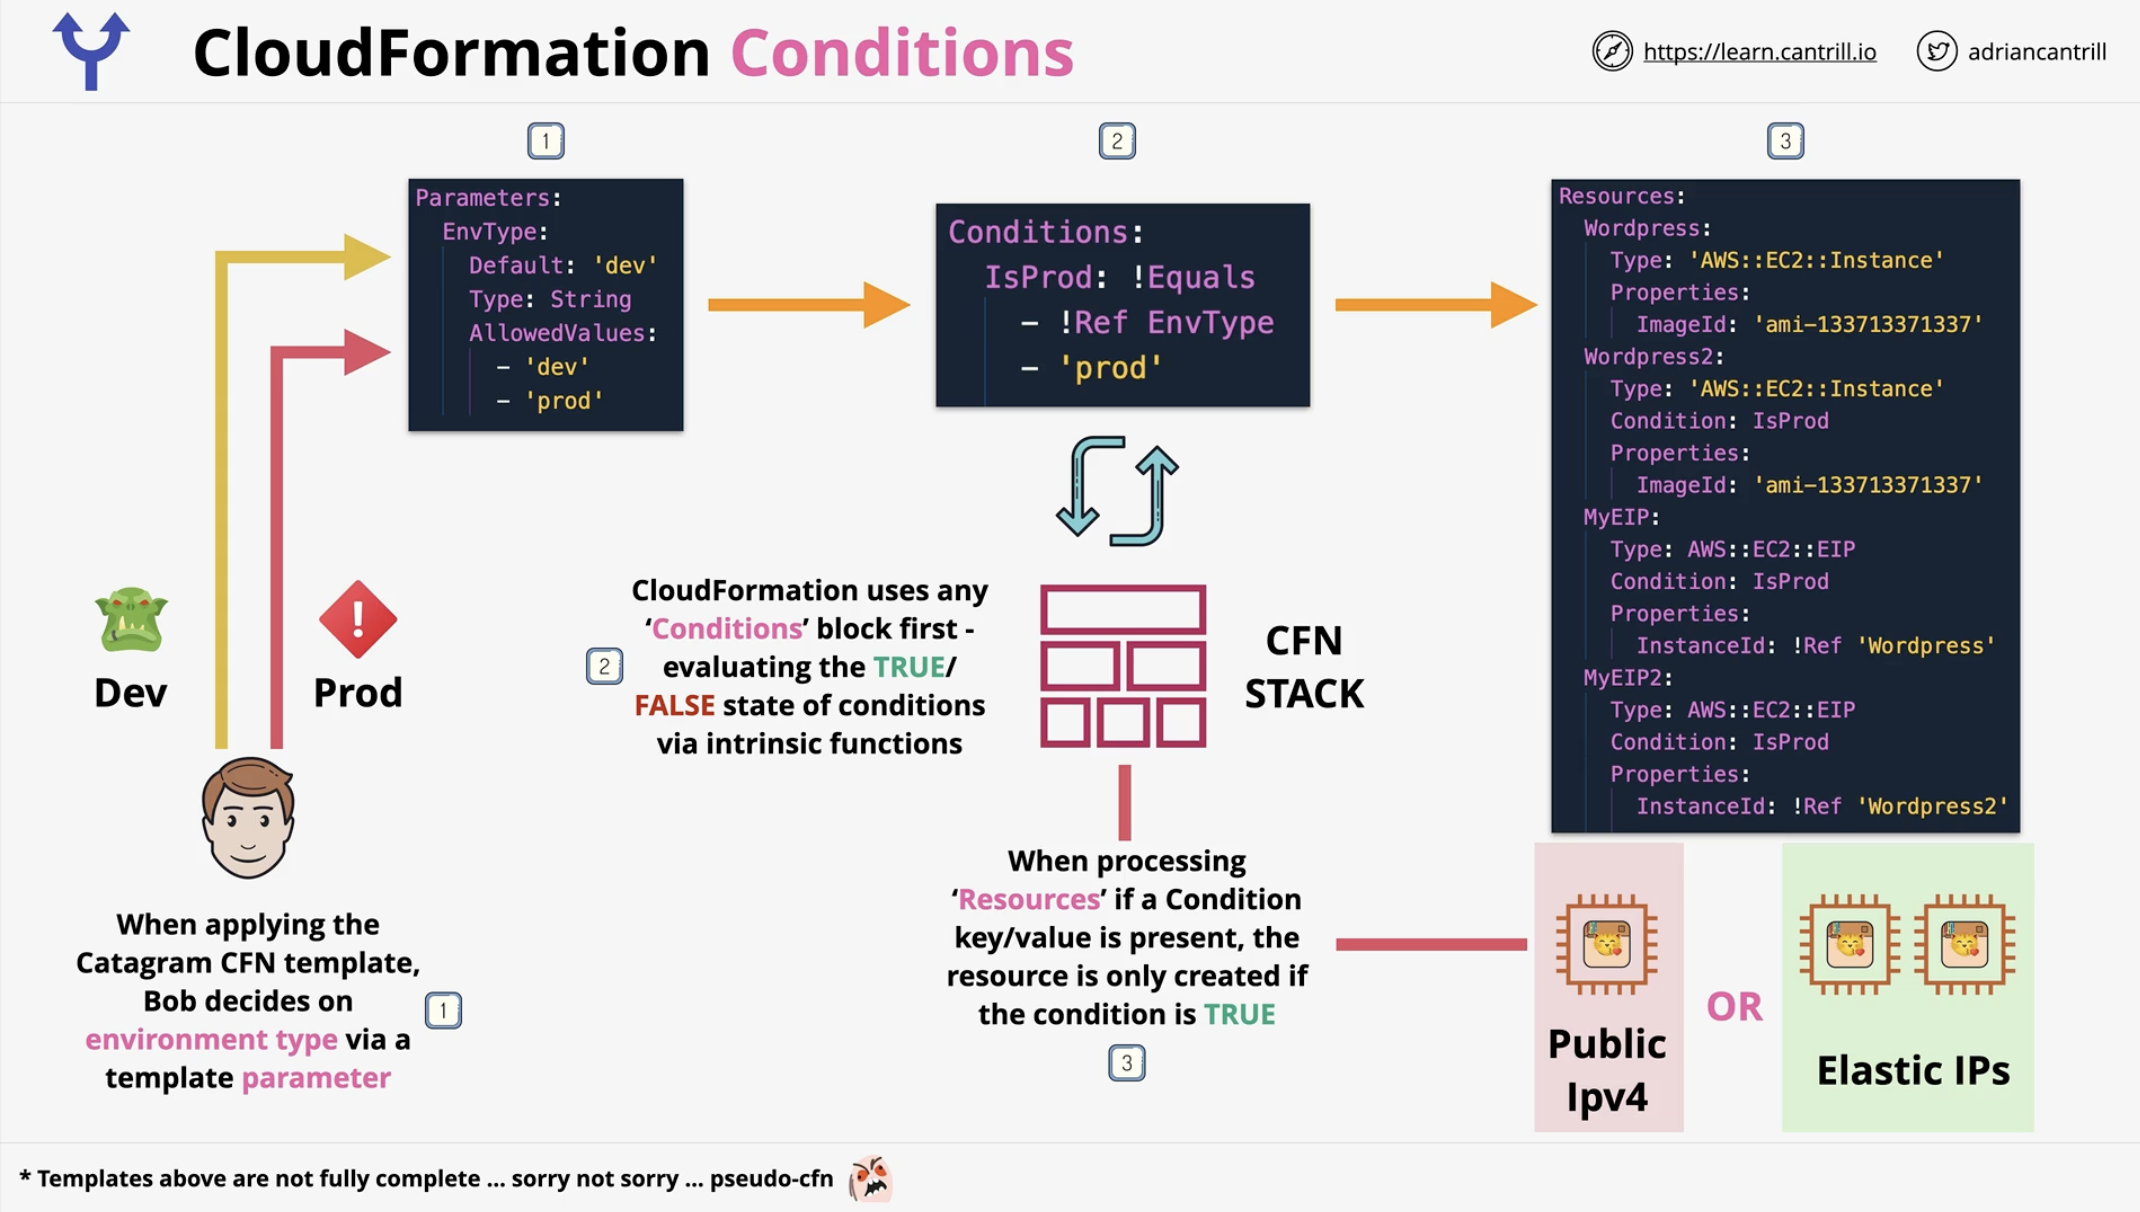 CloudFormation Conditions
https://learn.cantrill.io
adriancantrill
1
2
3
Parameters:
EnvType:
Default: 'dev'
Type: String
AllowedValues:
- 'dev'
- 'prod'
Conditions:
IsProd: !Equals
- !Ref EnvType
- 'prod'
Resources:
Wordpress:
Type: 'AWS::EC2::Instance'
Properties:
ImageId: 'ami-133713371337'
Wordpress2:
Type: 'AWS::EC2::Instance'
Condition: IsProd
Properties:
ImageId: 'ami-133713371337'
MyEIP:
Type: AWS::EC2::EIP
Condition: IsProd
Properties:
InstanceId: !Ref 'Wordpress'
MyEIP2:
Type: AWS::EC2::EIP
Condition: IsProd
Properties:
InstanceId: !Ref 'Wordpress2'
Dev
Prod
When applying the
Catagram CFN template,
Bob decides on
environment type via a
template parameter
1
2
CloudFormation uses any
‘Conditions’ block first -
evaluating the TRUE/
FALSE state of conditions
via intrinsic functions
CFN
STACK
When processing
‘Resources’ if a Condition
key/value is present, the
resource is only created if
the condition is TRUE
3
Public
Ipv4
OR
Elastic IPs
* Templates above are not fully complete ... sorry not sorry ... pseudo-cfn